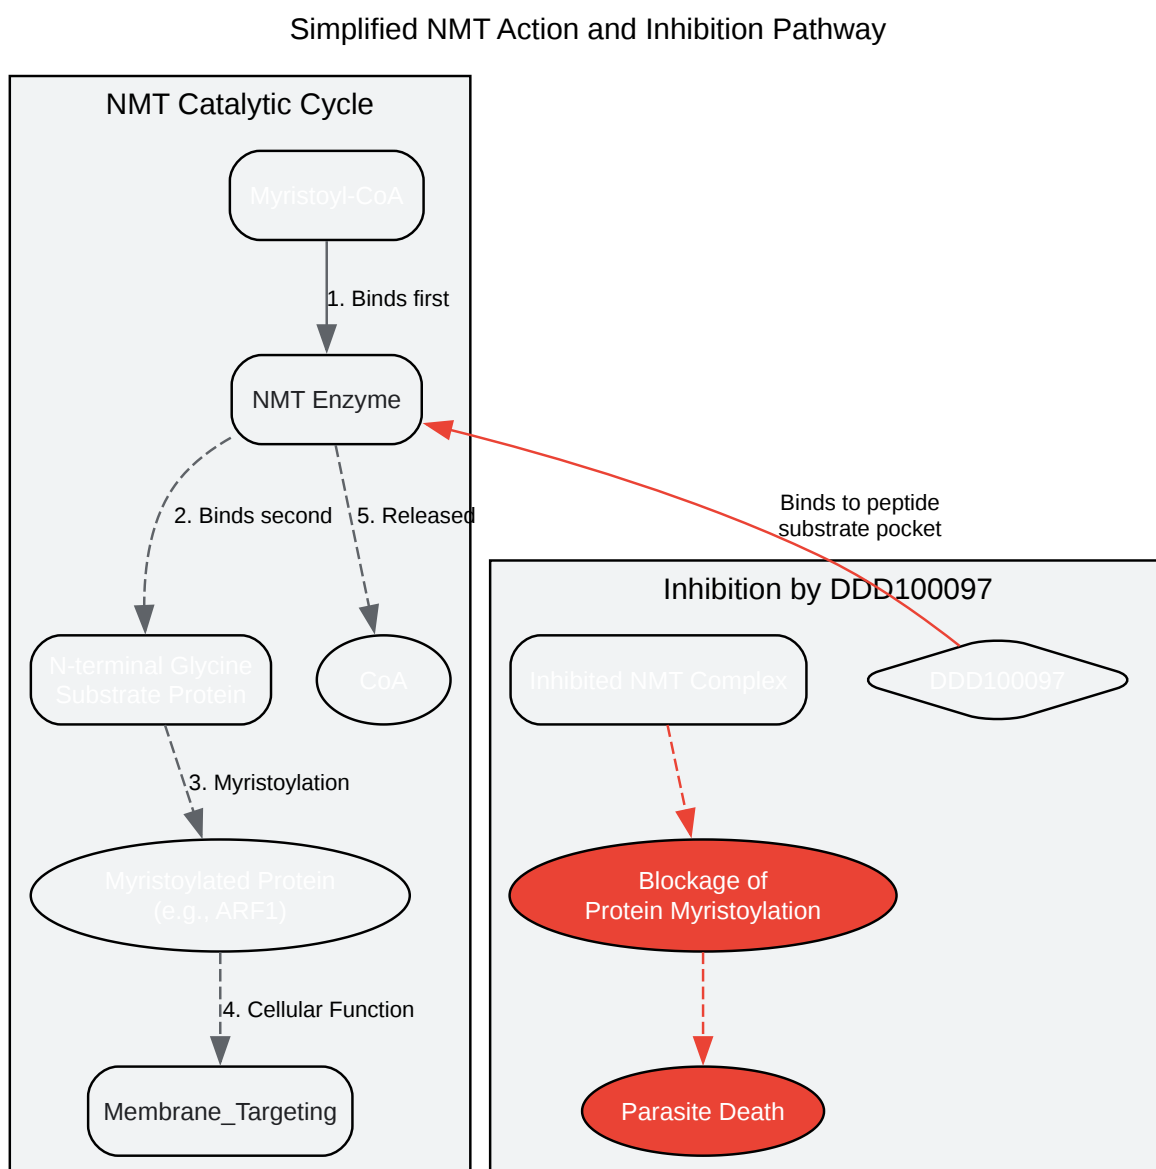 Simplified NMT Action and Inhibition Pathway
NMT Catalytic Cycle
Myristoyl-CoA
1. Binds first
NMT Enzyme
2. Binds second
5. Released
Binds to peptide
substrate pocket
Inhibition by DDD100097
N-terminal Glycine
Substrate Protein
CoA
Inhibited NMT Complex
DDD100097
3. Myristoylation
Myristoylated Protein
(e.g., ARF1)
Blockage of
Protein Myristoylation
4. Cellular Function
Membrane_Targeting
Parasite Death